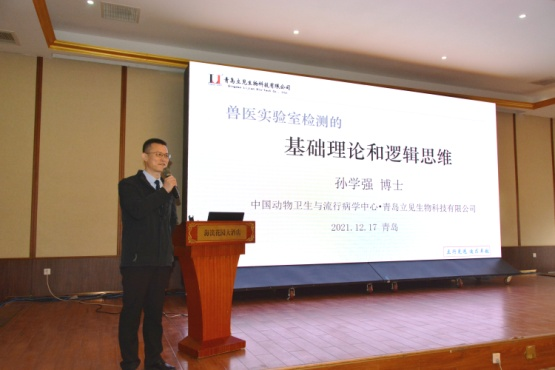 青岛立见生物科技有限公司
兽医实验室检测的
基础理论和逻辑思维
孙学强 博士
中国动物卫生与流行病学中心•青岛立见生物科技有限公司
2021.12.17 青岛